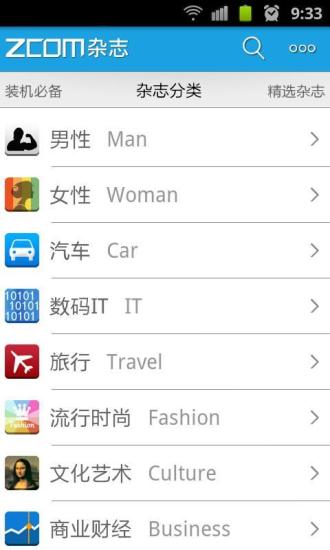 9:33
ZCOM杂志
装机必备 杂志分类 精选杂志
男性 Man
女性 Woman
汽车 Car
10101
10101
10101
数码IT IT
旅行 Travel
Fashion
流行时尚 Fashion
文化艺术 Culture
商业财经 Business